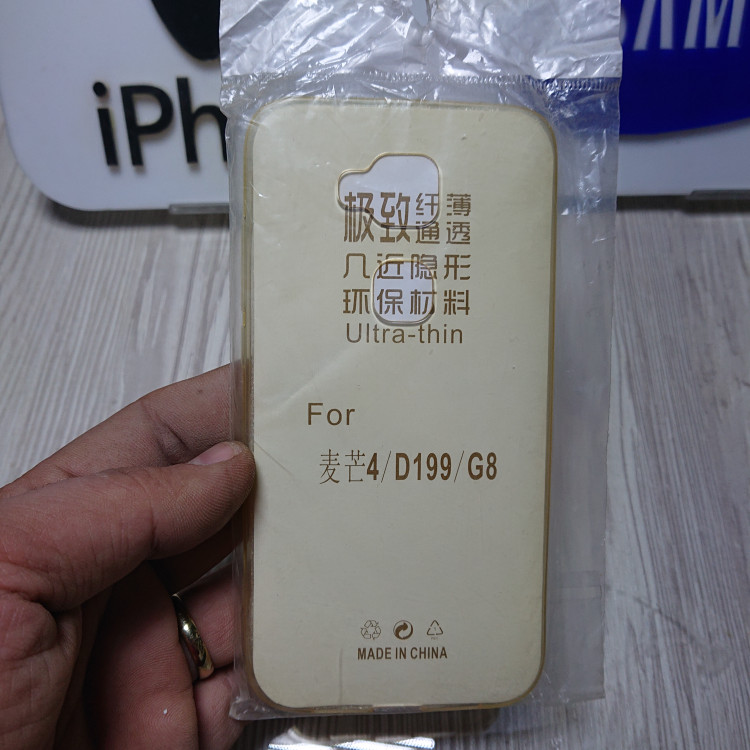 iPh
极致纤薄
通透
几近隐形
环保材料
Ultra-thin
For
麦芒4/D199/G8
MADE IN CHINA